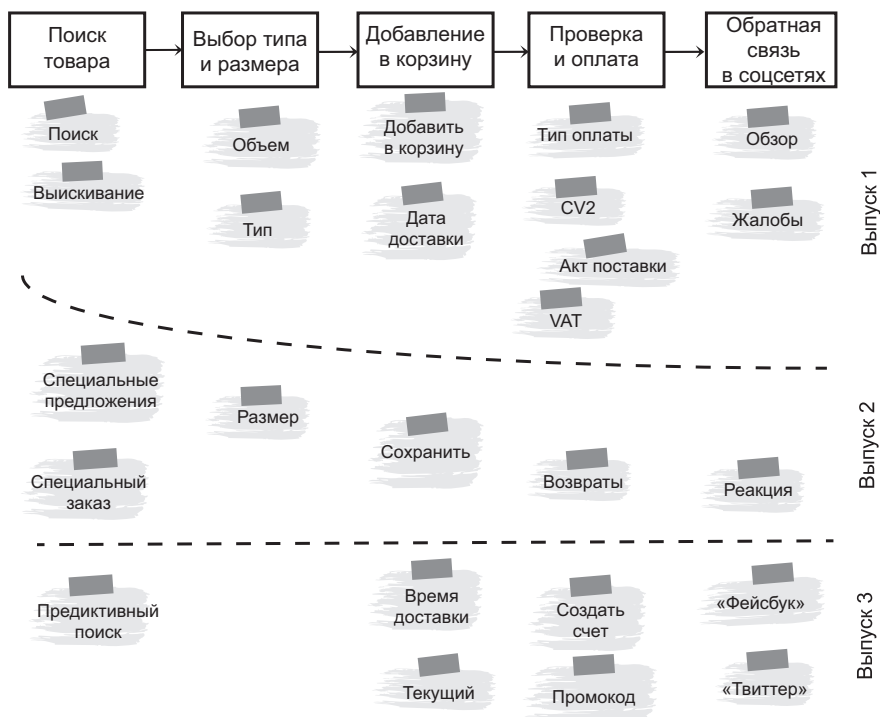 Поиск
товара
Выбор типа
и размера
Добавление
в корзину
Проверка
и оплата
Обратная
связь
в соцсетях
Поиск
Объем
Добавить
в корзину
Тип оплаты
Обзор
Выискивание
Тип
Дата
доставки
CV2
Жалобы
Акт поставки
VAT
Выпуск 1
Специальные
предложения
Размер
Сохранить
Специальный
заказ
Возвраты
Реакция
Выпуск 2
Предиктивный
поиск
Время
доставки
Создать
счет
«Фейсбук»
Текущий
Промокод
«Твиттер»
Выпуск 3